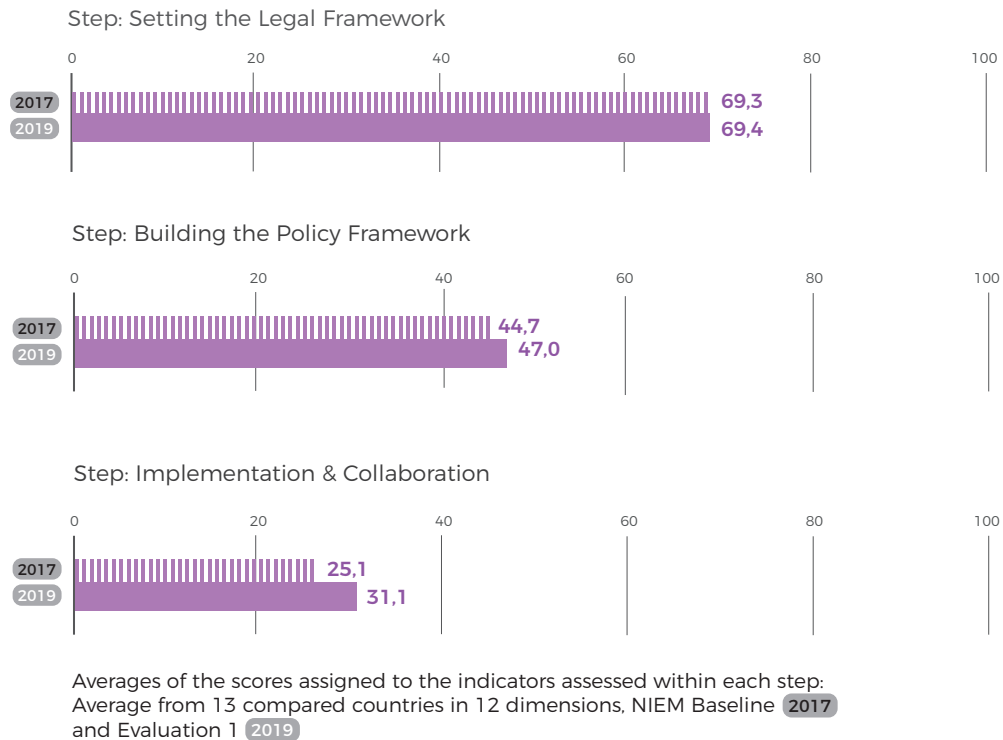 Step: Setting the Legal Framework
0 20 40 60 80 100
2017 69,3
2019 69,4
Step: Building the Policy Framework
0 20 40 60 80 100
2017 44,7
2019 47,0
Step: Implementation & Collaboration
0 20 40 60 80 100
2017 25,1
2019 31,1
Averages of the scores assigned to the indicators assessed within each step:
Average from 13 compared countries in 12 dimensions, NIEM Baseline 2017
and Evaluation 1 2019